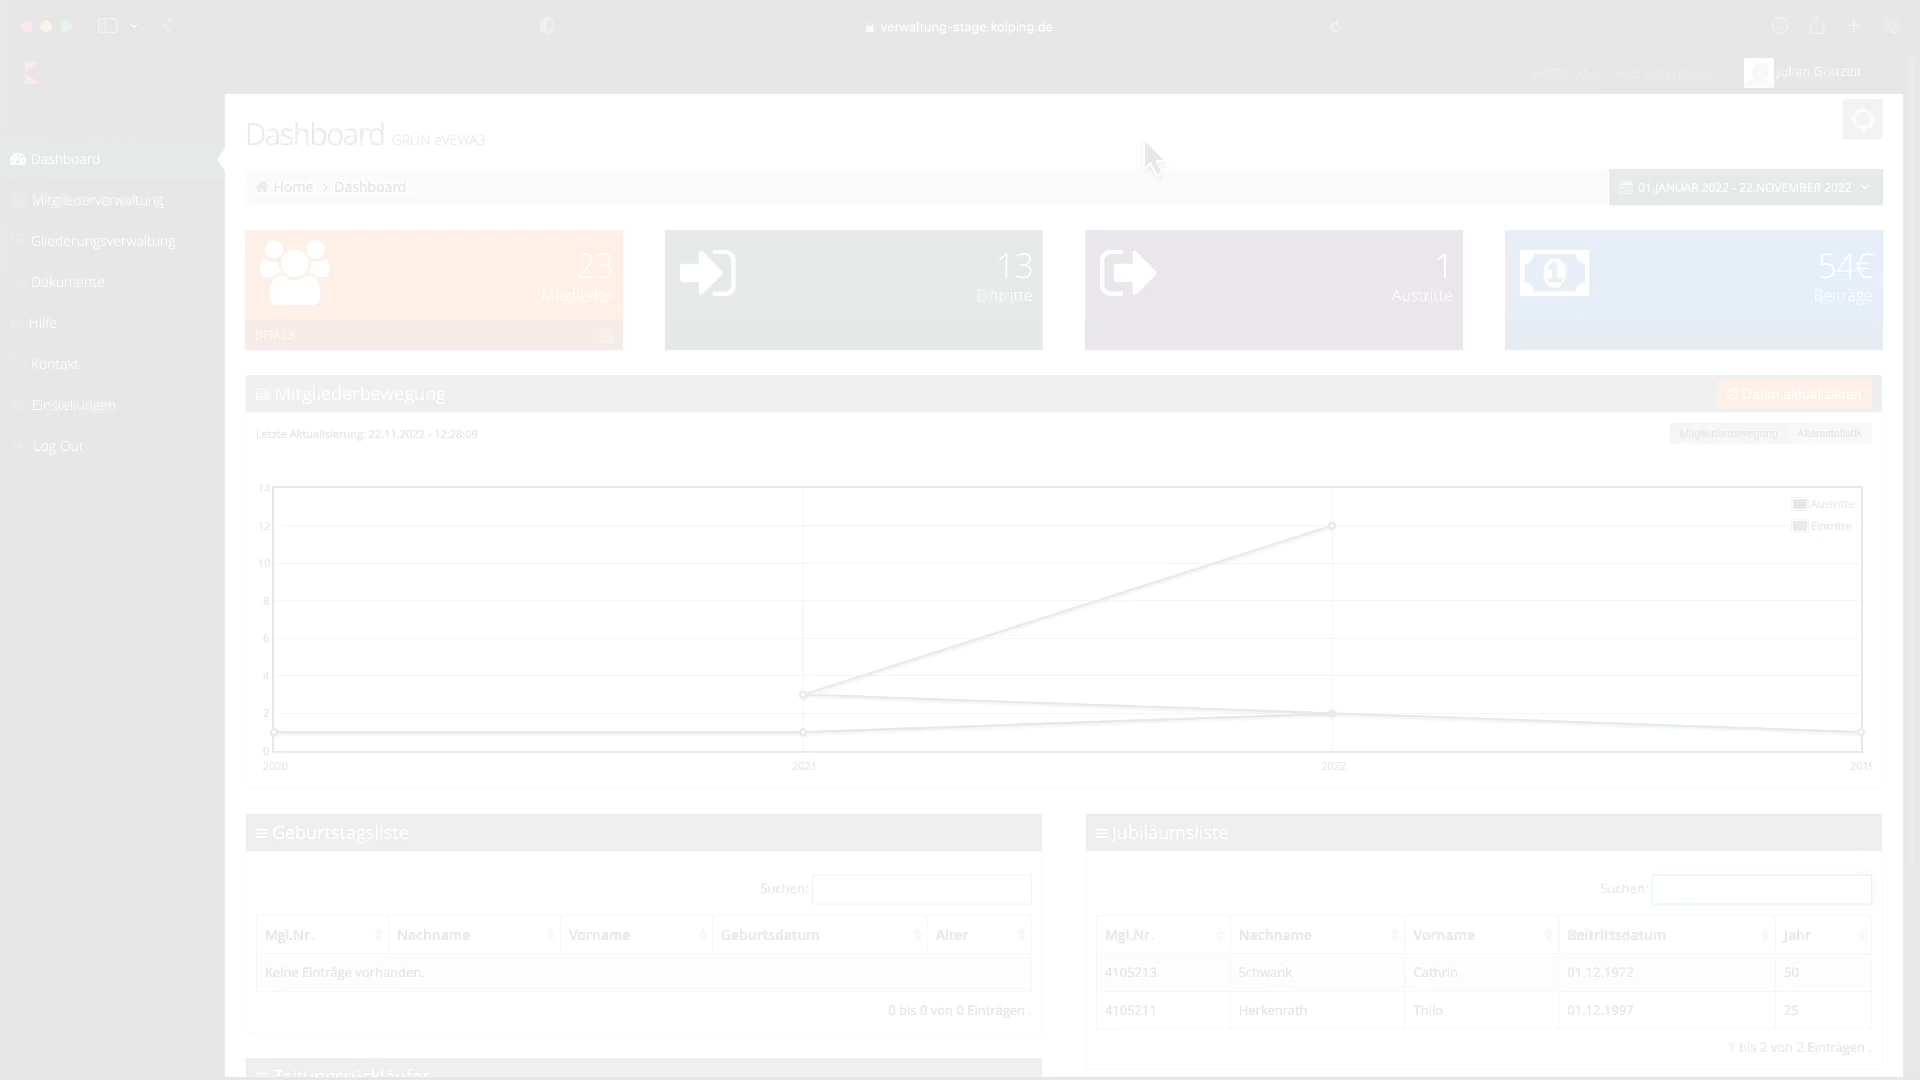 verwaltung-stage.kolping.de
Julian Gutzeit
Dashboard GRÜN eVEWA3
Home > Dashboard
01.JANUAR 2022 - 22.NOVEMBER 2022
Dashboard
Mitgliederverwaltung
Gliederungsverwaltung
Dokumente
Hilfe
Kontakt
Einstellungen
Log Out
23
Mitglieder
DETAILS
13
Eintritte
1
Austritte
54€
Beiträge
Mitgliederbewegung
Daten aktualisieren
Letzte Aktualisierung: 22.11.2022 - 12:28:09
Mitgliederbewegung Altersstatistik
14
12
10
8
6
4
2
0
Austritte
Eintritte
2020 2021 2022
Geburtstagsliste
Suchen:
Mgl.Nr. Nachname Vorname Geburtsdatum Alter
Keine Einträge vorhanden.
0 bis 0 von 0 Einträgen .
Jubiläumsliste
Suchen:
Mgl.Nr. Nachname Vorname Beitrittsdatum Jahr
4105213 Schwank Cathrin 01.12.1972 50
4105211 Herkenrath Thilo 01.12.1997 25
1 bis 2 von 2 Einträgen .
Zeitungsrückläufer